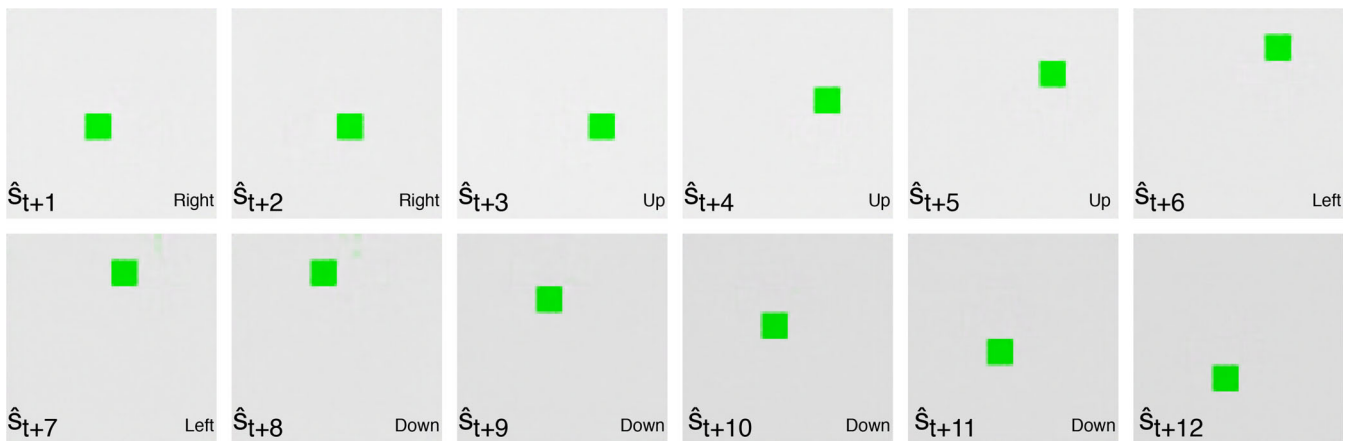 ŝt+1 Right
ŝt+2 Right
ŝt+3 Up
ŝt+4 Up
ŝt+5 Up
ŝt+6 Left
ŝt+7 Left
ŝt+8 Down
ŝt+9 Down
ŝt+10 Down
ŝt+11 Down
ŝt+12